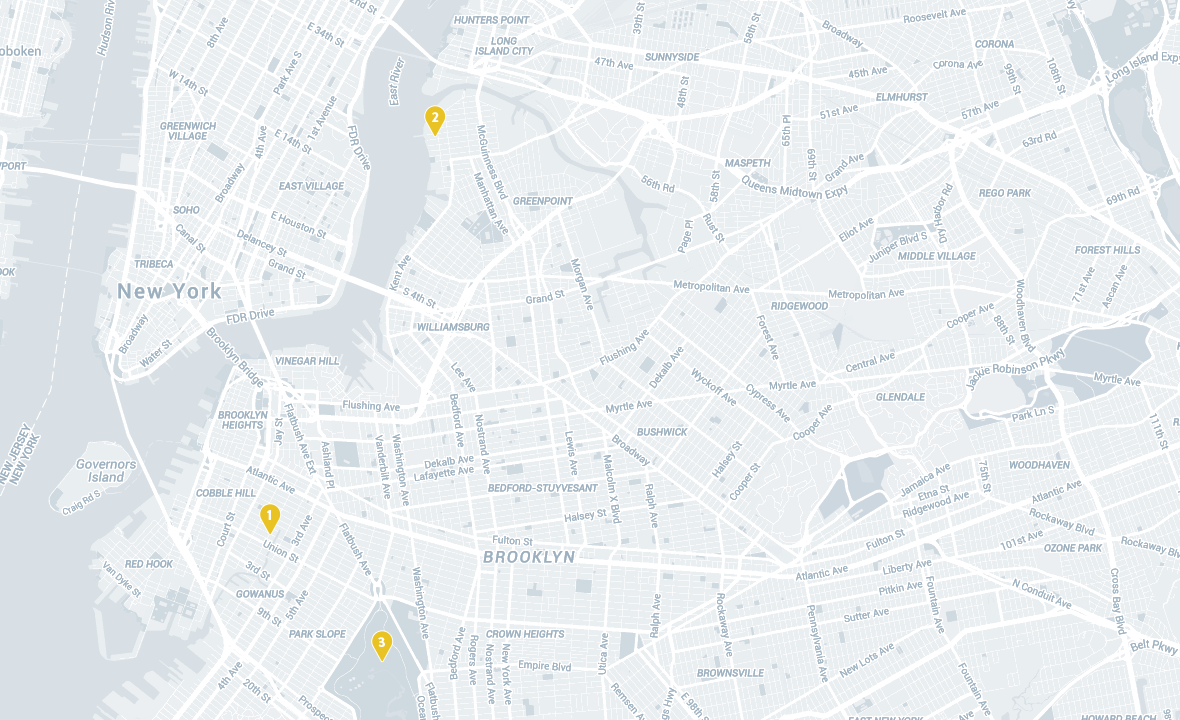 2nd St
HUNTERS POINT
39th St
58th St
Roosevelt Ave
Hudson Riv
8th Ave
E 34th St
LONG
ISLAND CITY
Broadway
CORONA
108th St
oboken
Park Ave S
47th Ave
SUNNYSIDE
45th Ave
Corona Ave
99th St
Long Island Expy
W 14th St
East River
48th St
ELMHURST
1st Avenue
2
51st Ave
57th Ave
GREENWICH
VILLAGE
4th Ave
E 14th St
FDR Drive
McGuinness Blvd
65th Pl
63rd Rd
WPORT
Broadway
EAST VILLAGE
Manhattan Ave
56th Rd
58th St
MASPETH
69th St
Grand Ave
Queens Midtown Expy
REGO PARK
69th Rd
SOHO
E Houston St
GREENPOINT
Rust St
Page Pl
Eliot Ave
Dry Harbor Rd
Canal St
Delancey St
Juniper Blvd S
MIDDLE VILLAGE
FOREST HILLS
TRIBECA
Grand St
Kent Ave
Morgan Ave
71st Ave
Ascan Ave
OOK
New York
S 4th St
Grand St
Metropolitan Ave
Metropolitan Ave
Woodhaven Blvd
FDR Drive
RIDGEWOOD
Cooper Ave
88th St
Broadway
Water St
Brooklyn Bridge
WILLIAMSBURG
Flushing Ave
Forest Ave
VINEGAR HILL
Lee Ave
Dekalb Ave
Wyckoff Ave
Central Ave
Jackie Robinson Pkwy
Myrtle Ave
Myrtle Ave
BROOKLYN
HEIGHTS
Flushing Ave
Bedford Ave
Myrtle Ave
Cypress Ave
GLENDALE
Park Ln S
Jay St
Flatbush Ave Ext
Nostrand Ave
BUSHWICK
Cooper Ave
111th St
NEW JERSEY
NEW YORK
Governors
Island
Ashland Pl
Vanderbilt Ave
Washington Ave
Dekalb Ave
Lafayette Ave
Lewis Ave
Broadway
Halsey St
WOODHAVEN
Atlantic Ave
Malcolm X Blvd
Cooper St
Jamaica Ave
75th St
Craig Rd S
COBBLE HILL
BEDFORD-STUYVESANT
Ralph Ave
Etna St
Ridgewood Ave
Atlantic Ave
1
Court St
3rd Ave
Halsey St
Rockaway Blvd
Union St
Flatbush Ave
Fulton St
Fulton St
101st Ave
OZONE PARK
Rockaway Blv
RED HOOK
BROOKLYN
3rd St
Liberty Ave
Atlantic Ave
Van Dyke St
GOWANUS
Washington Ave
Pitkin Ave
N Conduit Ave
Cross Bay Blvd
9th St
5th Ave
Ralph Ave
Rockaway Ave
Pennsylvania Ave
Sutter Ave
Fountain Ave
PARK SLOPE
3
CROWN HEIGHTS
Belt Pkwy
Bedford Ave
Rogers Ave
Nostrand Ave
New York Ave
Utica Ave
Empire Blvd
New Lots Ave
4th Ave
20th St
BROWNSVILLE
Fountain Ave
Prospec
Flatbush
Ocean
Remsen Av
gs Hwy
E 98th St
EAST NEW YORK
HOWARD BEACH